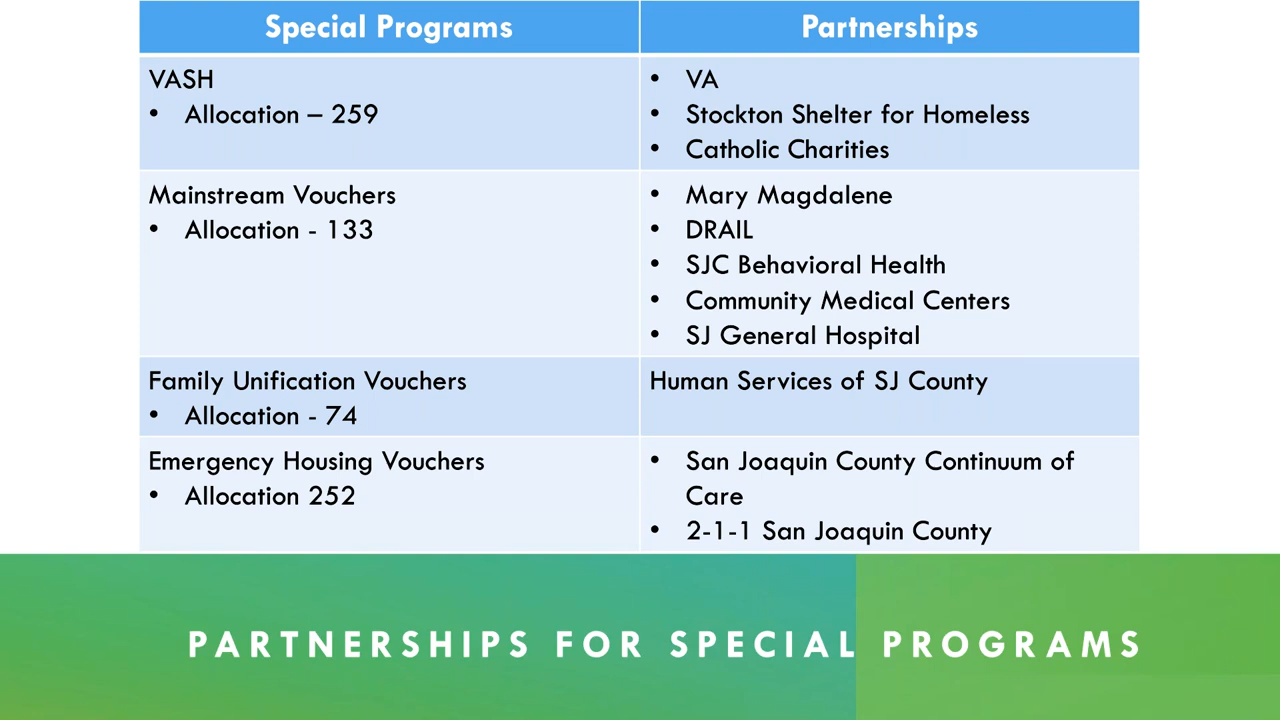 Special Programs
Partnerships
VASH
• Allocation – 259
• VA
• Stockton Shelter for Homeless
• Catholic Charities
Mainstream Vouchers
• Allocation - 133
• Mary Magdalene
• DRAIL
• SJC Behavioral Health
• Community Medical Centers
• SJ General Hospital
Family Unification Vouchers
• Allocation - 74
Human Services of SJ County
Emergency Housing Vouchers
• Allocation 252
• San Joaquin County Continuum of
Care
• 2-1-1 San Joaquin County
PARTNERSHIPS FOR SPECIAL PROGRAMS